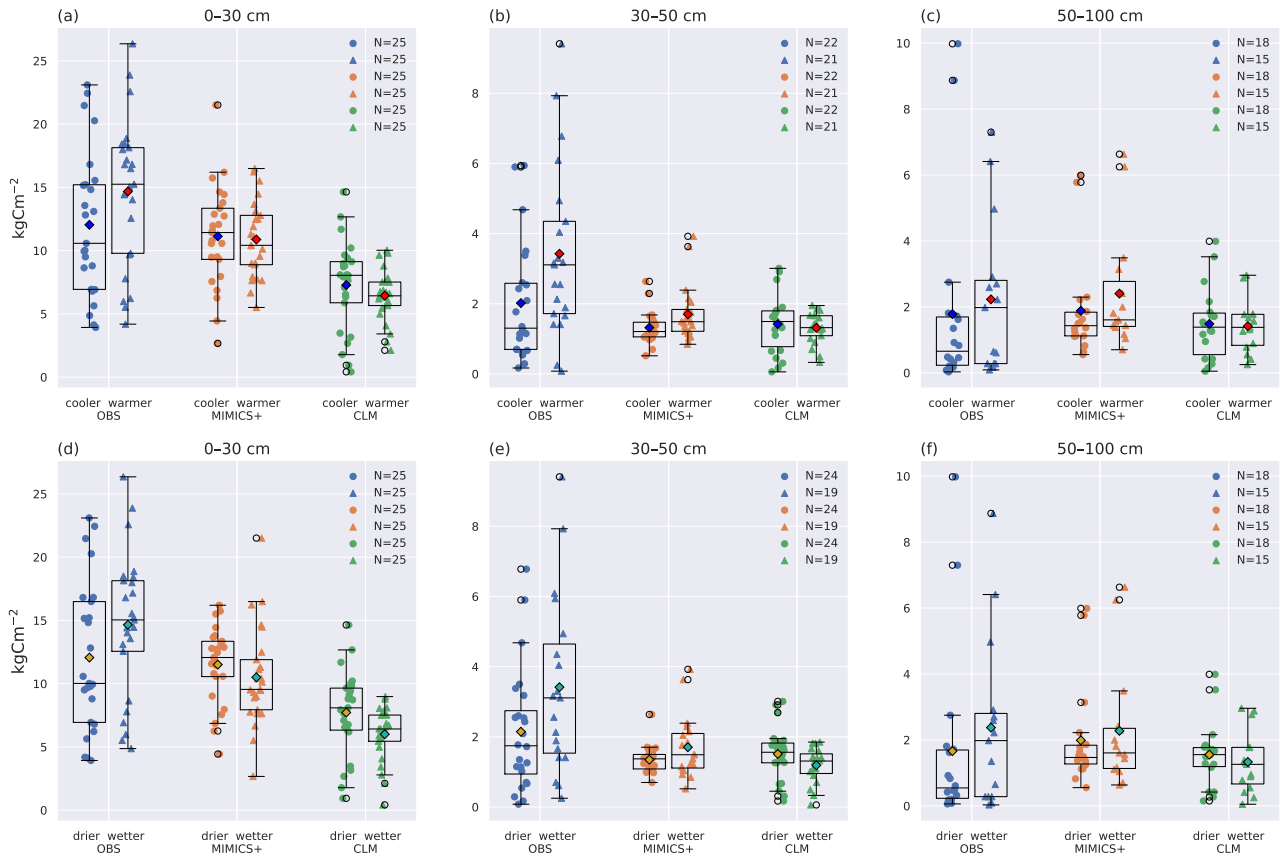 (a) 0–30 cm
(b) 30–50 cm
(c) 50–100 cm
kgCm−2
25
20
15
10
5
0
N=25
N=25
N=25
N=25
N=25
N=25
cooler warmer
OBS
cooler warmer
MIMICS+
cooler warmer
CLM
8
6
4
2
0
N=22
N=21
N=22
N=21
N=22
N=21
cooler warmer
OBS
cooler warmer
MIMICS+
cooler warmer
CLM
10
8
6
4
2
0
N=18
N=15
N=18
N=15
N=18
N=15
cooler warmer
OBS
cooler warmer
MIMICS+
cooler warmer
CLM
(d) 0–30 cm
(e) 30–50 cm
(f) 50–100 cm
kgCm−2
25
20
15
10
5
0
N=25
N=25
N=25
N=25
N=25
N=25
drier wetter
OBS
drier wetter
MIMICS+
drier wetter
CLM
8
6
4
2
0
N=24
N=19
N=24
N=19
N=24
N=19
drier wetter
OBS
drier wetter
MIMICS+
drier wetter
CLM
10
8
6
4
2
0
N=18
N=15
N=18
N=15
N=18
N=15
drier wetter
OBS
drier wetter
MIMICS+
drier wetter
CLM